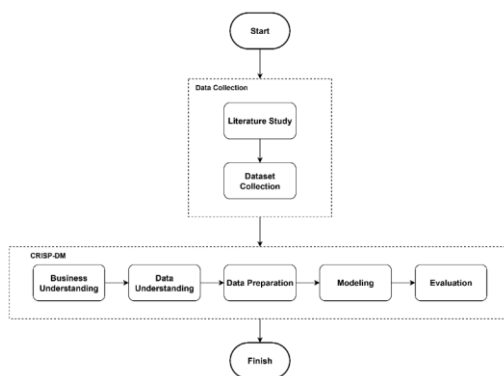 Start
Data Collection
Literature Study
Dataset
Collection
CRISP-DM
Business
Understanding
Data
Understanding
Data Preparation
Modeling
Evaluation
Finish